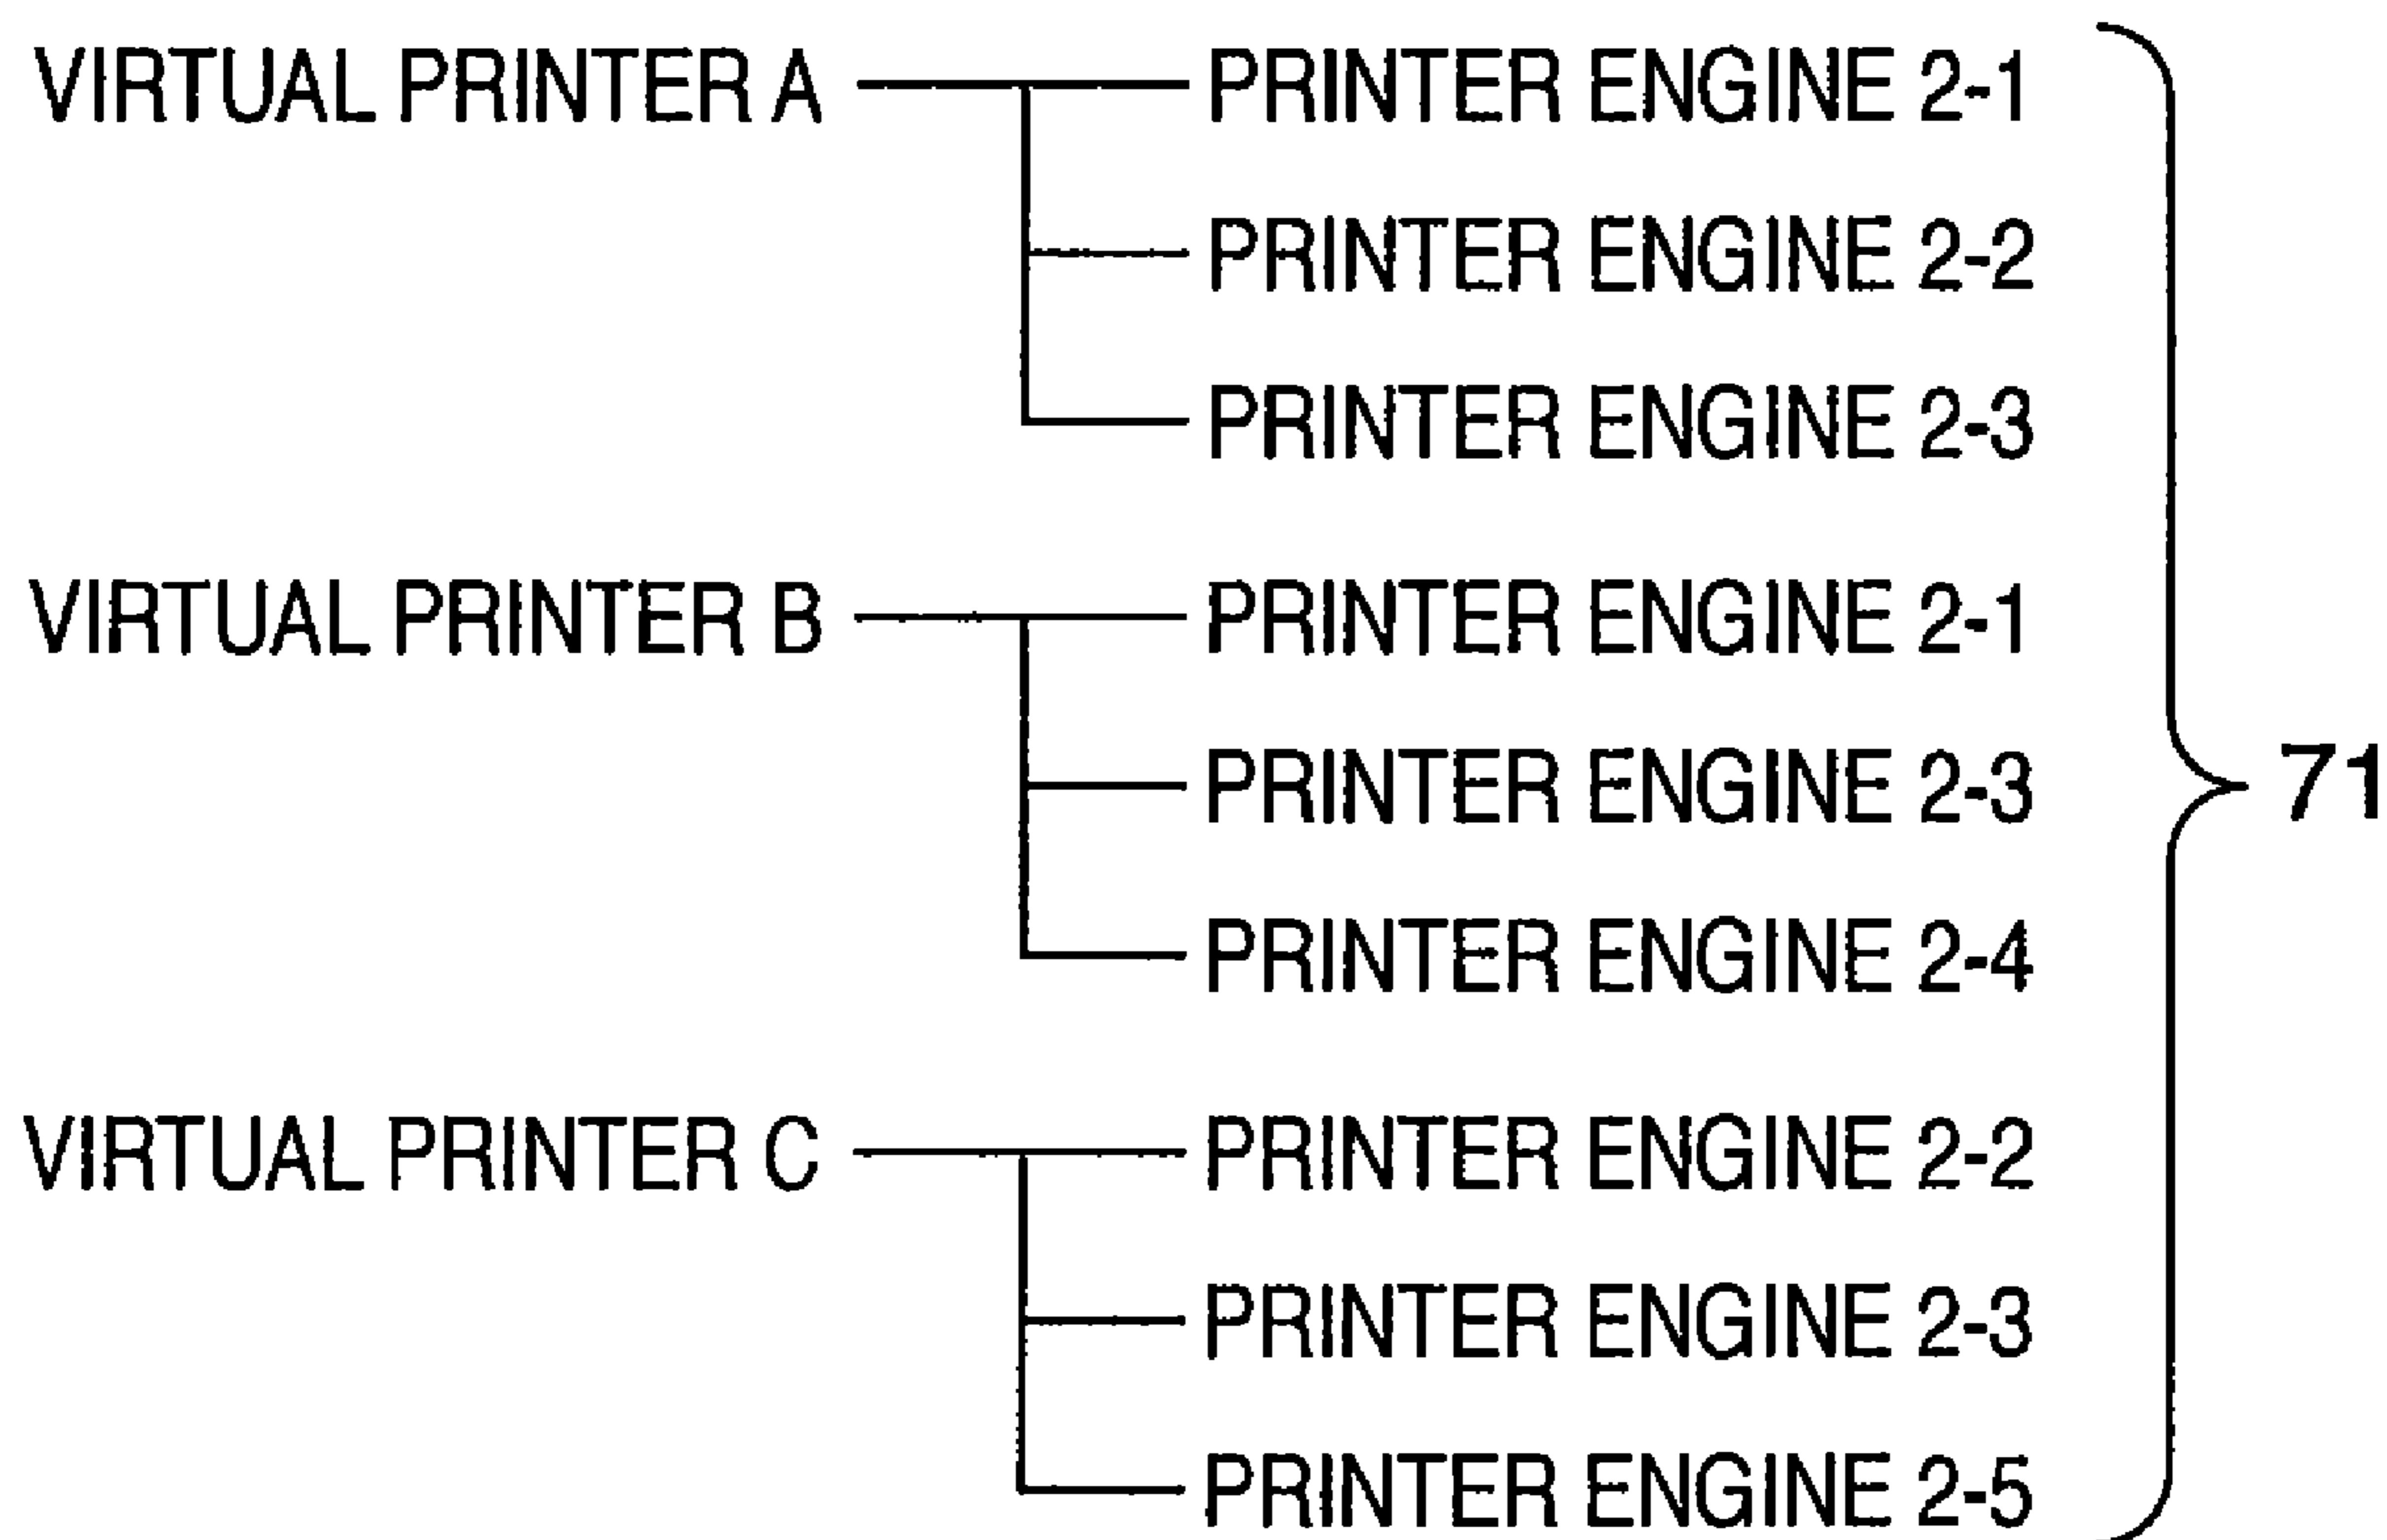 VIRTUAL PRINTER A PRINTER ENGINE 2-1
PRINTER ENGINE 2-2
PRINTER ENGINE 2-3
VIRTUAL PRINTER B PRINTER ENGINE 2-1
PRINTER ENGINE 2-3
71
PRINTER ENGINE 2-4
VIRTUAL PRINTER C PRINTER ENGINE 2-2
PRINTER ENGINE 2-3
PRINTER ENGINE 2-5